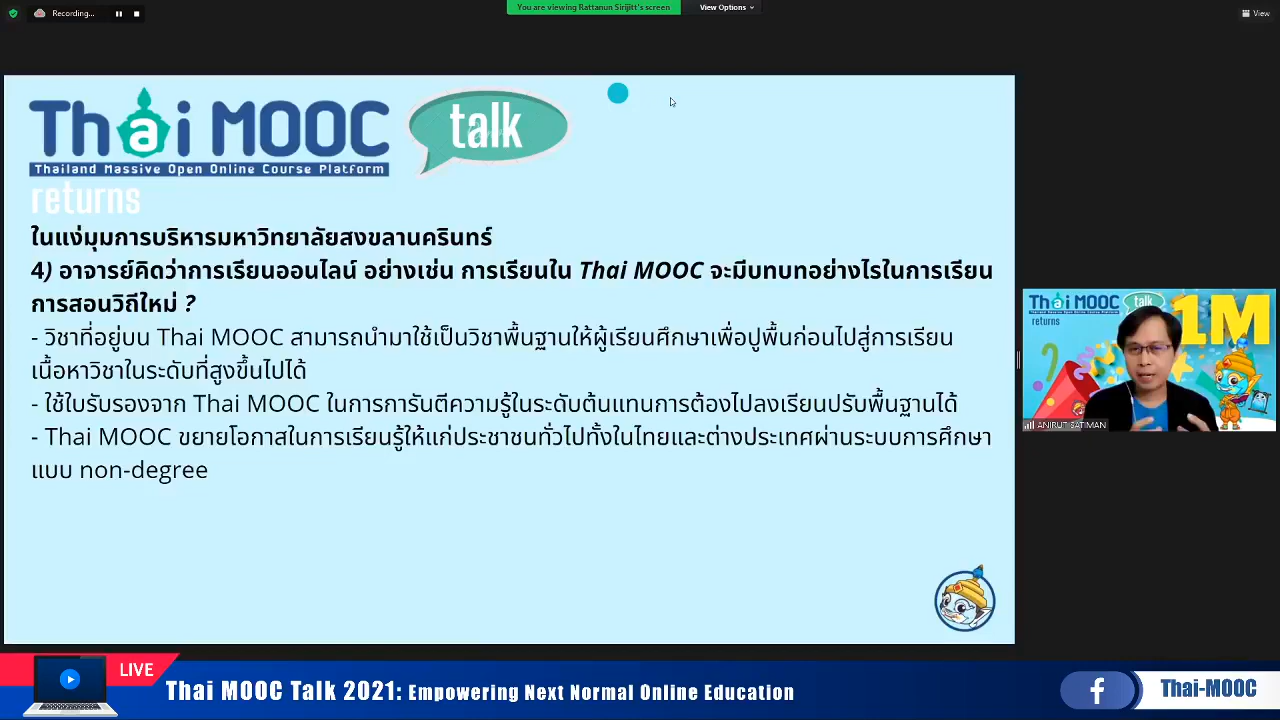 Recording...
You are viewing Rattanun Sirijitt's screen
View Options
View
Thai MOOC
talk
Thailand Massive Open Online Course Platform
returns
ในแง่มุมการบริหารมหาวิทยาลัยสงขลานครินทร์
4) อาจารย์คิดว่าการเรียนออนไลน์ อย่างเช่น การเรียนใน Thai MOOC จะมีบทบทอย่างไรในการเรียน
การสอนวิถีใหม่ ?
- วิชาที่อยู่บน Thai MOOC สามารถนำมาใช้เป็นวิชาพื้นฐานให้ผู้เรียนศึกษาเพื่อปูพื้นก่อนไปสู่การเรียน
เนื้อหาวิชาในระดับที่สูงขึ้นไปได้
- ใช้ใบรับรองจาก Thai MOOC ในการการันตีความรู้ในระดับต้นแทนการต้องไปลงเรียนปรับพื้นฐานได้
- Thai MOOC ขยายโอกาสในการเรียนรู้ให้แก่ประชาชนทั่วไปทั้งในไทยและต่างประเทศผ่านระบบการศึกษา
แบบ non-degree
Thai MOOC
talk
returns
1M
ANIRUT SATIMAN
LIVE
Thai MOOC Talk 2021: Empowering Next Normal Online Education
Thai-MOOC